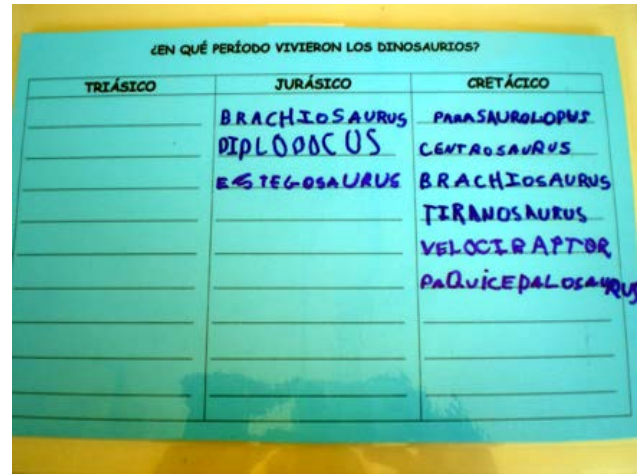 ¿EN QUÉ PERÍODO VIVIERON LOS DINOSAURIOS?
TRIÁSICO
JURÁSICO
CRETÁCICO
BRACHIOSAURUS
DIPLODOCUS
ESTEGOSAURUS
PARASAUROLOPUS
CENTROSAURUS
BRACHIOSAURUS
TIRANOSAURUS
VELOCIRAPTOR
PAQUICEPALOSAURUS